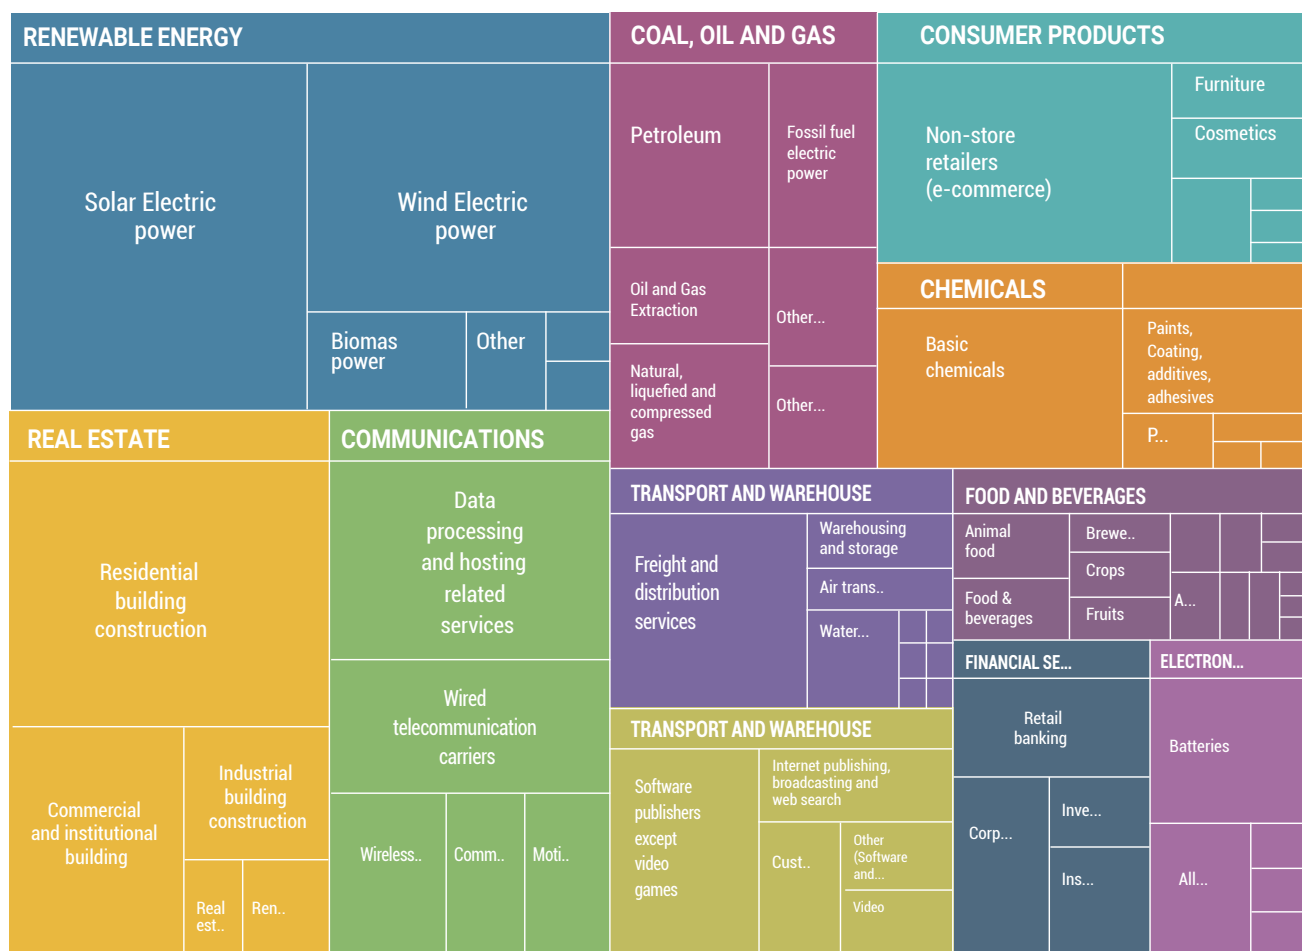 RENEWABLE ENERGY
Solar Electric
power
Wind Electric
power
Biomas
power
Other
COAL, OIL AND GAS
Petroleum
Fossil fuel
electric
power
Oil and Gas
Extraction
Other...
Natural,
liquefied and
compressed
gas
Other...
CONSUMER PRODUCTS
Non-store
retailers
(e-commerce)
Furniture
Cosmetics
CHEMICALS
Basic
chemicals
Paints,
Coating,
additives,
adhesives
P...
REAL ESTATE
Residential
building
construction
Commercial
and institutional
building
Industrial
building
construction
Real
est..
Ren..
COMMUNICATIONS
Data
processing
and hosting
related
services
Wired
telecommunication
carriers
Wireless..
Comm..
Moti..
TRANSPORT AND WAREHOUSE
Freight and
distribution
services
Warehousing
and storage
Air trans..
Water...
FOOD AND BEVERAGES
Animal
food
Brewe..
Crops
Food &
beverages
Fruits
A...
TRANSPORT AND WAREHOUSE
Software
publishers
except
video
games
Internet publishing,
broadcasting and
web search
Cust..
Other
(Software
and...
Video
FINANCIAL SE...
Retail
banking
Corp...
Inve...
Ins...
ELECTRON...
Batteries
All...